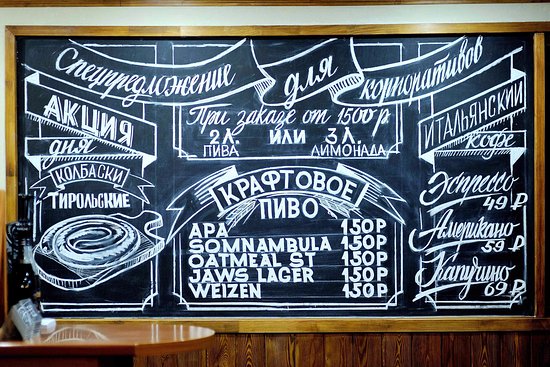 Спецпредложение для корпоративов
АКЦИЯ
ДНЯ
КОЛБАСКИ
ТИРОЛЬСКИЕ
При заказе от 1500 р
2 Л. ИЛИ 3 Л.
ПИВА ЛИМОНАДА
КРАФТОВОЕ
ПИВО
APA 150 Р
SOMNAMBULA 150 Р
OATMEAL ST 150 Р
JAWS LAGER 150 Р
WEIZEN 150 Р
ИТАЛЬЯНСКИЙ
КОФЕ
Эспрессо
49 ₽
Американо
59 ₽
Капучино
69 ₽